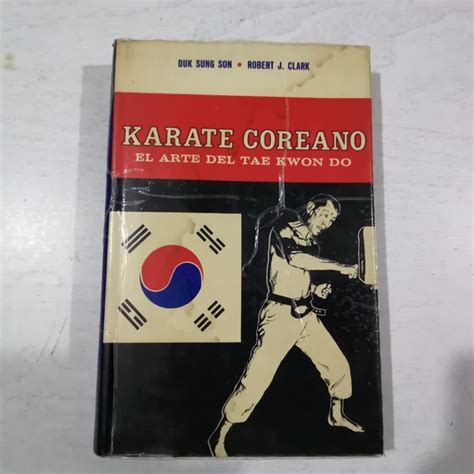 DUK SUNG SON • ROBERT J. CLARK
KARATE COREANO
EL ARTE DEL TAE KWON DO